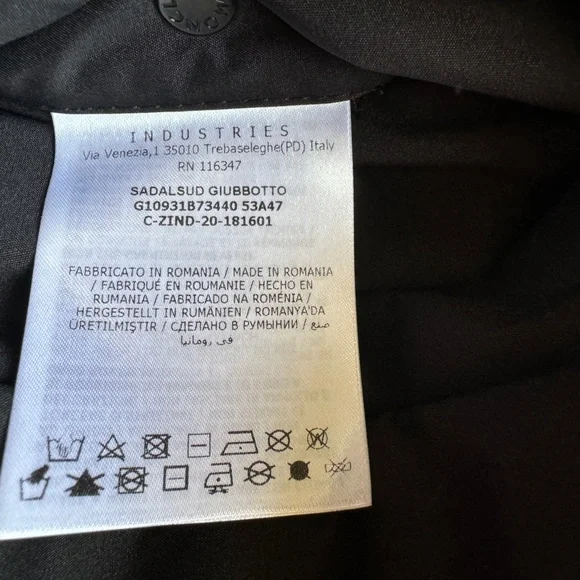 MONCL
INDUSTRIES
Via Venezia,1 35010 Trebaseleghe(PD) Italy
RN 116347
SADALSUD GIUBBOTTO
G10931B73440 53A47
C-ZIND-20-181601
FABBRICATO IN ROMANIA / MADE IN ROMANIA
/ FABRIQUÉ EN ROUMANIE / HECHO EN
RUMANIA / FABRICADO NA ROMÉNIA /
HERGESTELLT IN RUMÄNIEN / ROMANYA'DA
ÜRETILMIŞTIR / СДЕЛАНО В РУМЫНИИ / صنع
في رومانيا
W